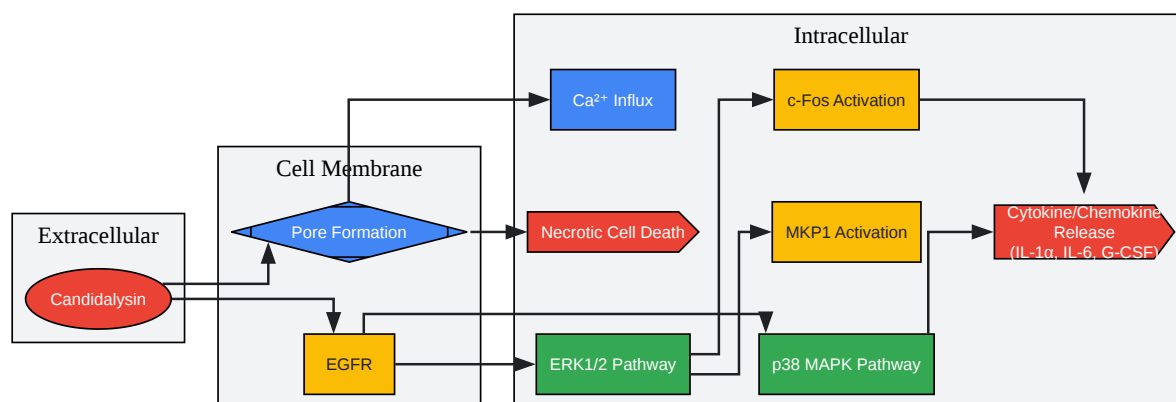 Intracellular
Ca²⁺ Influx
c-Fos Activation
Cell Membrane
Pore Formation
Necrotic Cell Death
MKP1 Activation
Cytokine/Chemokine
Release
(IL-1α, IL-6, G-CSF)
Extracellular
Candidalysin
EGFR
ERK1/2 Pathway
p38 MAPK Pathway